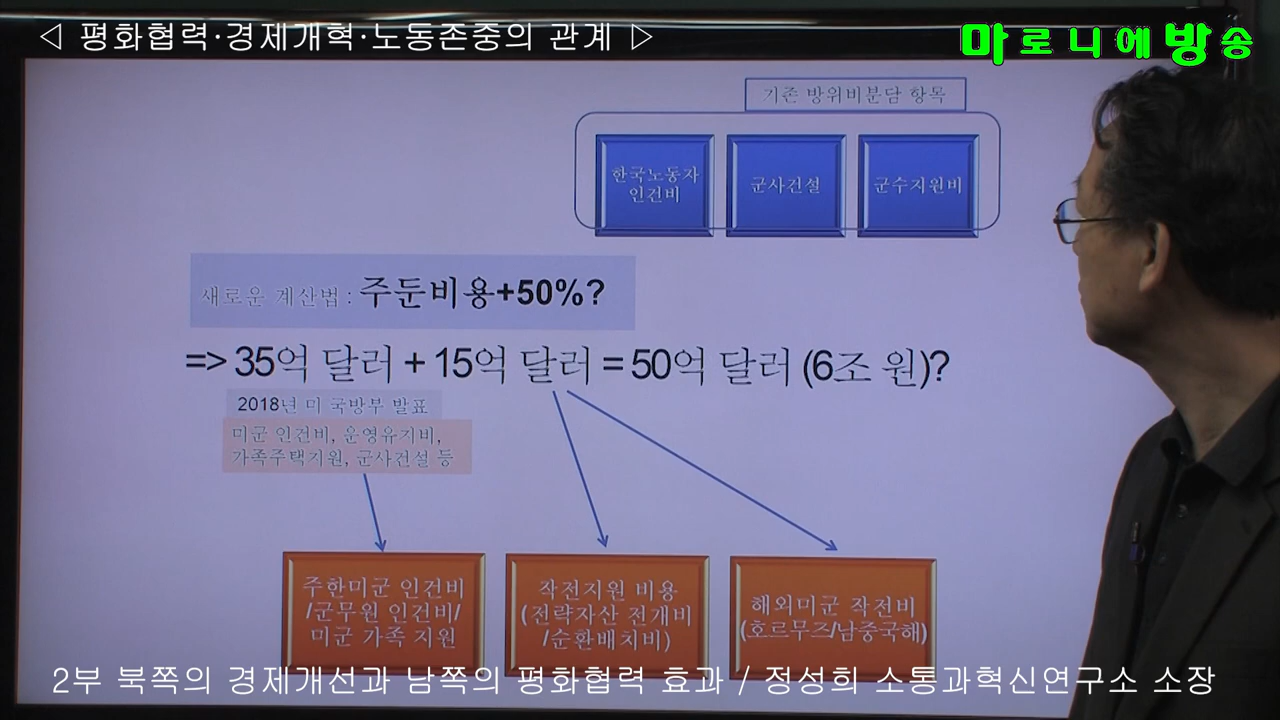 ◁ 평화협력·경제개혁·노동존중의 관계 ▷
마로니에방송
기존 방위비분담 항목
한국노동자
인건비
군사건설
군수지원비
새로운 계산법 : 주둔비용+50%?
=> 35억 달러 + 15억 달러 = 50억 달러 (6조 원)?
2018년 미 국방부 발표
미군 인건비, 운영유지비,
가족주택지원, 군사건설 등
주한미군 인건비
/군무원 인건비/
미군 가족 지원
작전지원 비용
(전략자산 전개비
/순환배치비)
해외미군 작전비
(호르무즈/남중국해)
2부 북쪽의 경제개선과 남쪽의 평화협력 효과 / 정성희 소통과혁신연구소 소장